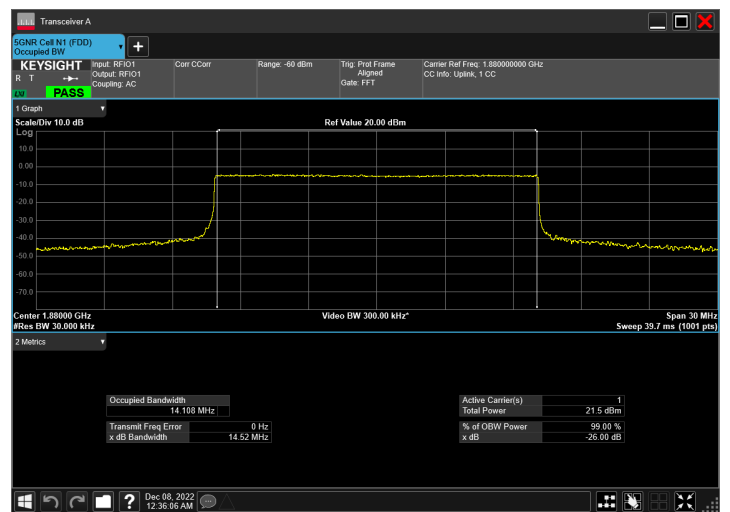 Transceiver A
5GNR Cell N1 (FDD)
Occupied BW
KEYSIGHT
R T
LXI
PASS
Input: RFIO1
Output: RFIO1
Coupling: AC
Corr CCorr
Range: -60 dBm
Trig: Prot Frame
Aligned
Gate: FFT
Carrier Ref Freq: 1.880000000 GHz
CC Info: Uplink, 1 CC
1 Graph
Scale/Div 10.0 dB
Ref Value 20.00 dBm
Log
10.0
0.00
-10.0
-20.0
-30.0
-40.0
-50.0
-60.0
-70.0
Center 1.88000 GHz
Video BW 300.00 kHz*
Span 30 MHz
#Res BW 30.000 kHz
Sweep 39.7 ms (1001 pts)
2 Metrics
Occupied Bandwidth
14.108 MHz
Active Carrier(s) 1
Total Power 21.5 dBm
Transmit Freq Error 0 Hz
x dB Bandwidth 14.52 MHz
% of OBW Power 99.00 %
x dB -26.00 dB
?
Dec 08, 2022
12:36:06 AM